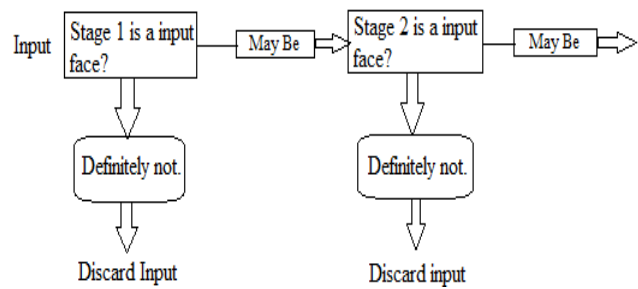 Input
Stage 1 is a input
face?
May Be
Stage 2 is a input
face?
May Be
Definitely not.
Definitely not.
Discard Input
Discard input